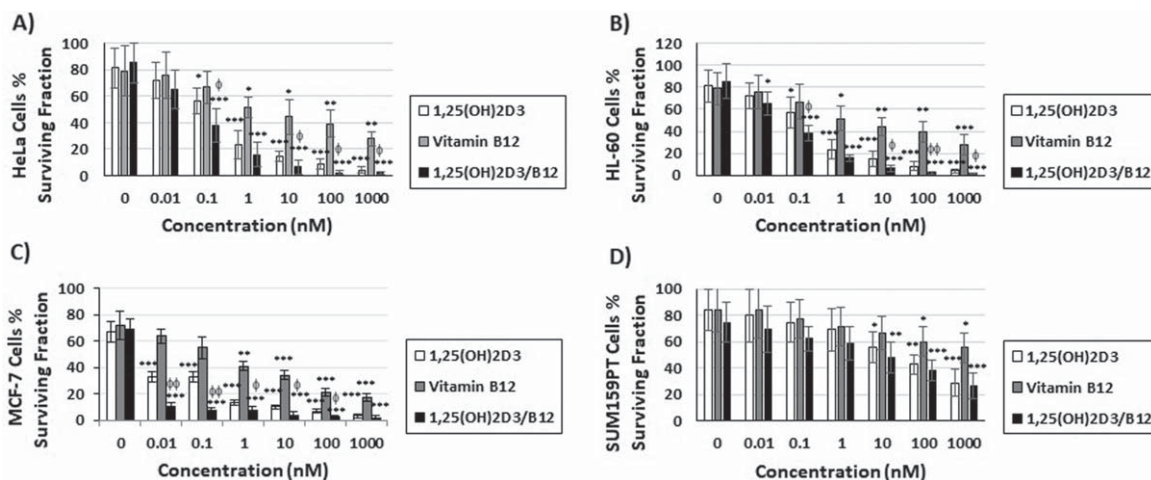 A)
HeLa Cells %
Surviving Fraction
100
80
60
40
20
0
* ϕ *** *** * *** *** * ϕ *** *** ** ϕ *** *** ** ϕ ***
0 0.01 0.1 1 10 100 1000
Concentration (nM)
1,25(OH)2D3
Vitamin B12
1,25(OH)2D3/B12
B)
HL-60 Cells %
Surviving Fraction
120
100
80
60
40
20
0
* * ϕ *** *** * *** *** ** ϕ *** *** ** ϕϕ *** *** *** ϕ ***
0 0.01 0.1 1 10 100 1000
Concentration (nM)
1,25(OH)2D3
Vitamin B12
1,25(OH)2D3/B12
C)
MCF-7 Cells %
Surviving Fraction
100
80
60
40
20
0
*** ϕϕ *** *** ϕϕ *** *** ** ϕ *** *** *** ϕ *** *** *** ϕ *** *** *** ***
0 0.01 0.1 1 10 100 1000
Concentration (nM)
1,25(OH)2D3
Vitamin B12
1,25(OH)2D3/B12
D)
SUM159PT Cells %
Surviving Fraction
100
80
60
40
20
0
* ** ** * *** *** * ***
0 0.01 0.1 1 10 100 1000
Concentration (nM)
1,25(OH)2D3
Vitamin B12
1,25(OH)2D3/B12